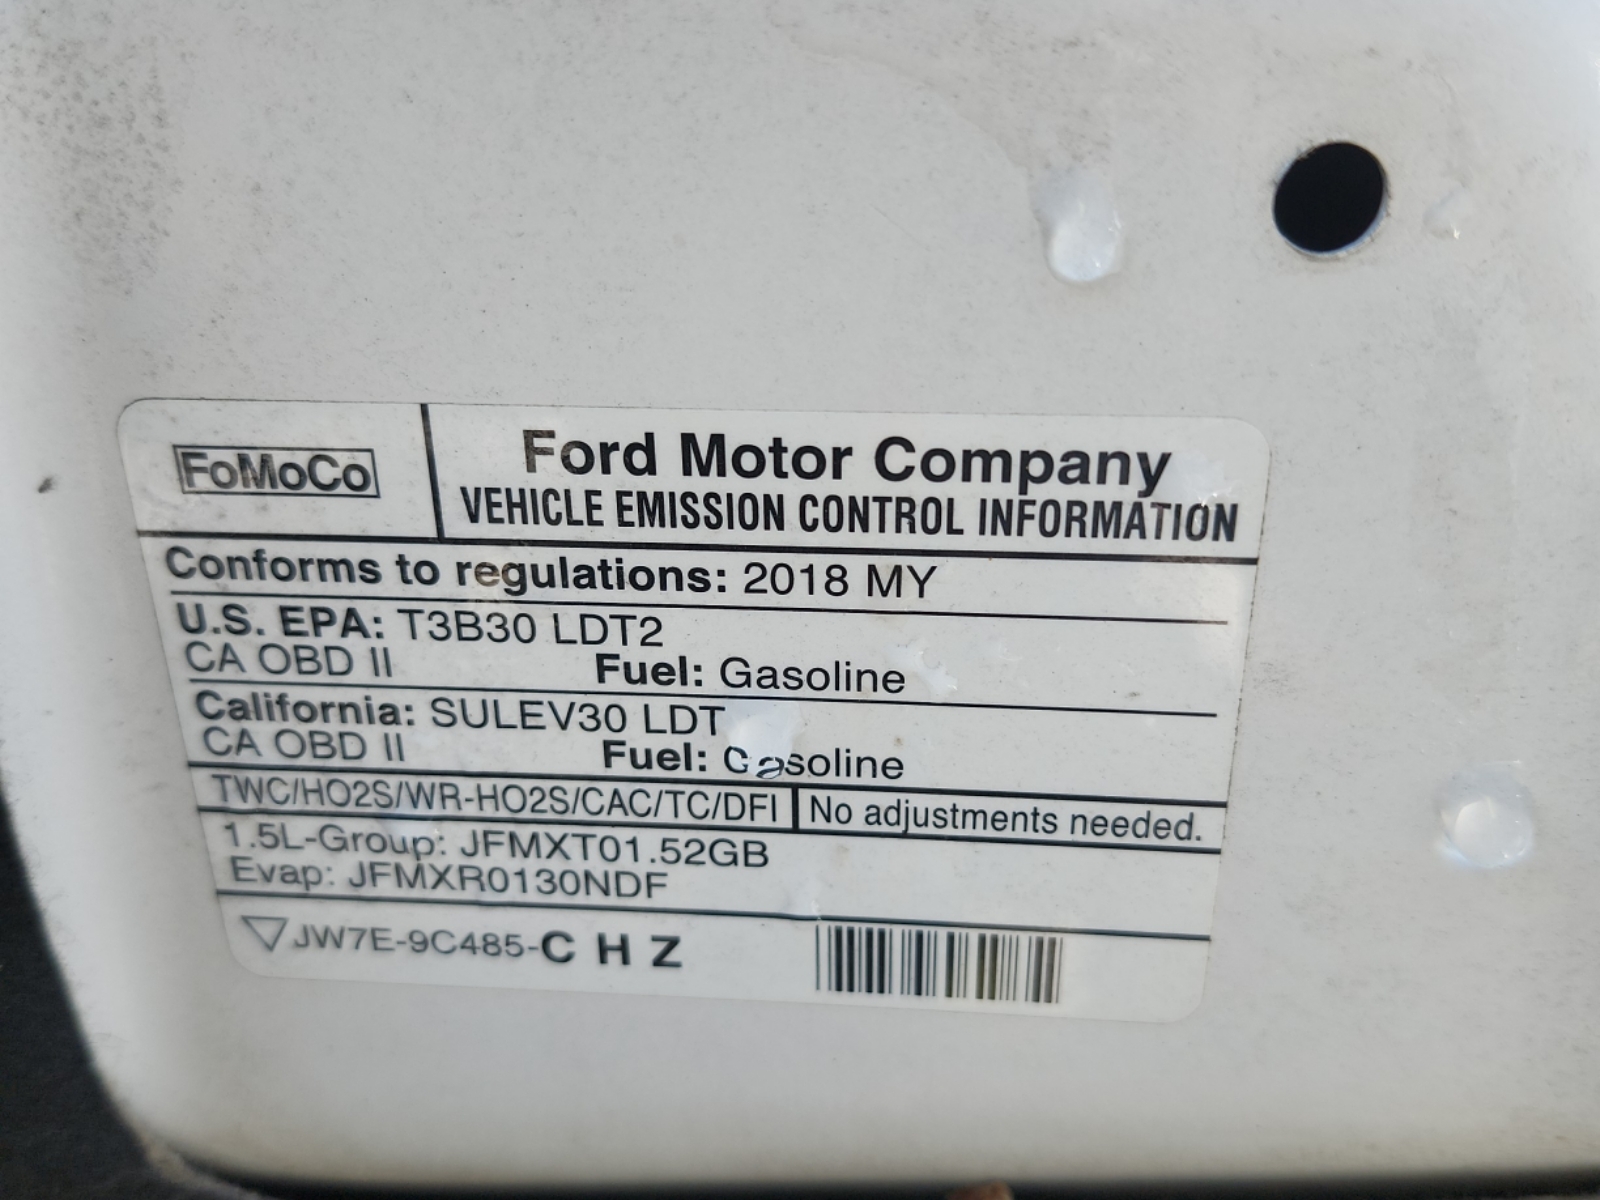 FoMoCo
Ford Motor Company
VEHICLE EMISSION CONTROL INFORMATION
Conforms to regulations: 2018 MY
U.S. EPA: T3B30 LDT2
CA OBD II Fuel: Gasoline
California: SULEV30 LDT
CA OBD II Fuel: Gasoline
TWC/HO2S/WR-HO2S/CAC/TC/DFI No adjustments needed.
1.5L-Group: JFMXT01.52GB
Evap: JFMXR0130NDF
JW7E-9C485-C H Z